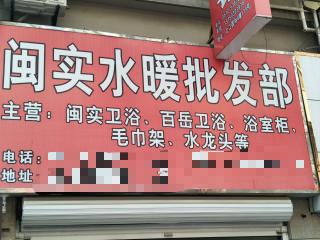 闽实水暖批发部
主营：闽实卫浴、百岳卫浴、浴室柜、
毛巾架、水龙头等
电话：
地址：